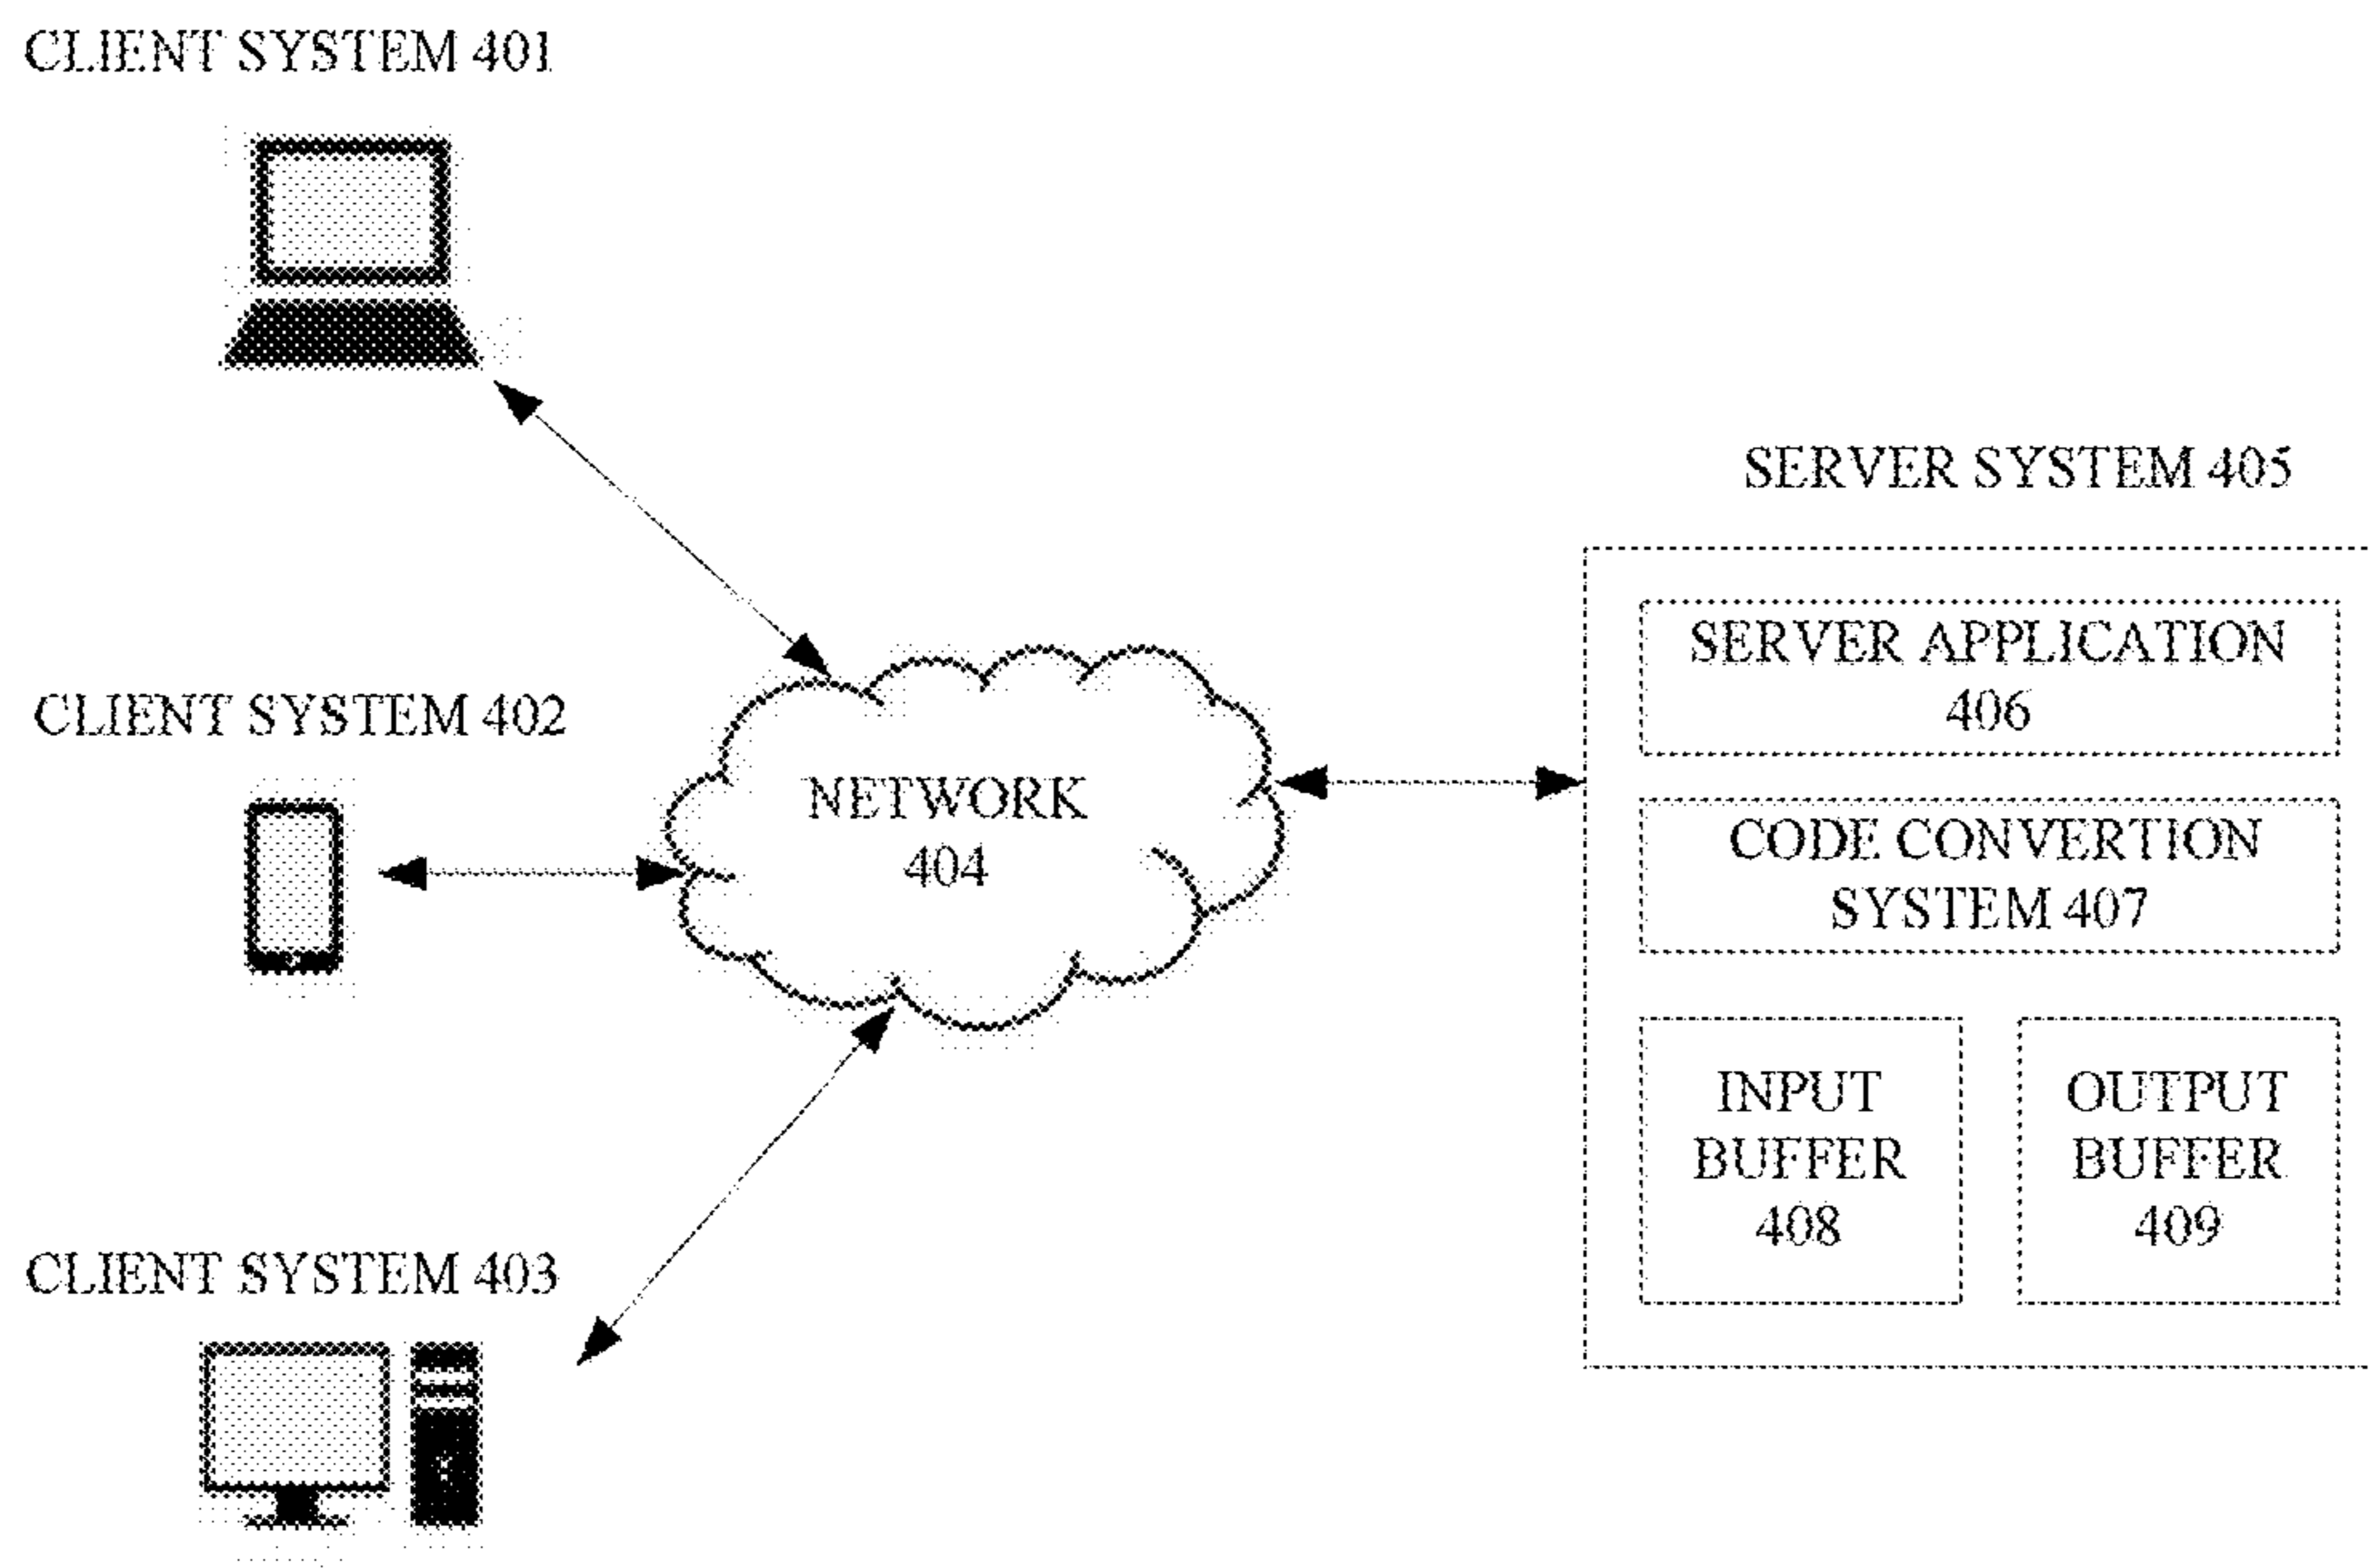 CLIENT SYSTEM 401
SERVER SYSTEM 405
SERVER APPLICATION
406
CLIENT SYSTEM 402
NETWORK
404
CODE CONVERTION
SYSTEM 407
INPUT
BUFFER
408
OUTPUT
BUFFER
409
CLIENT SYSTEM 403